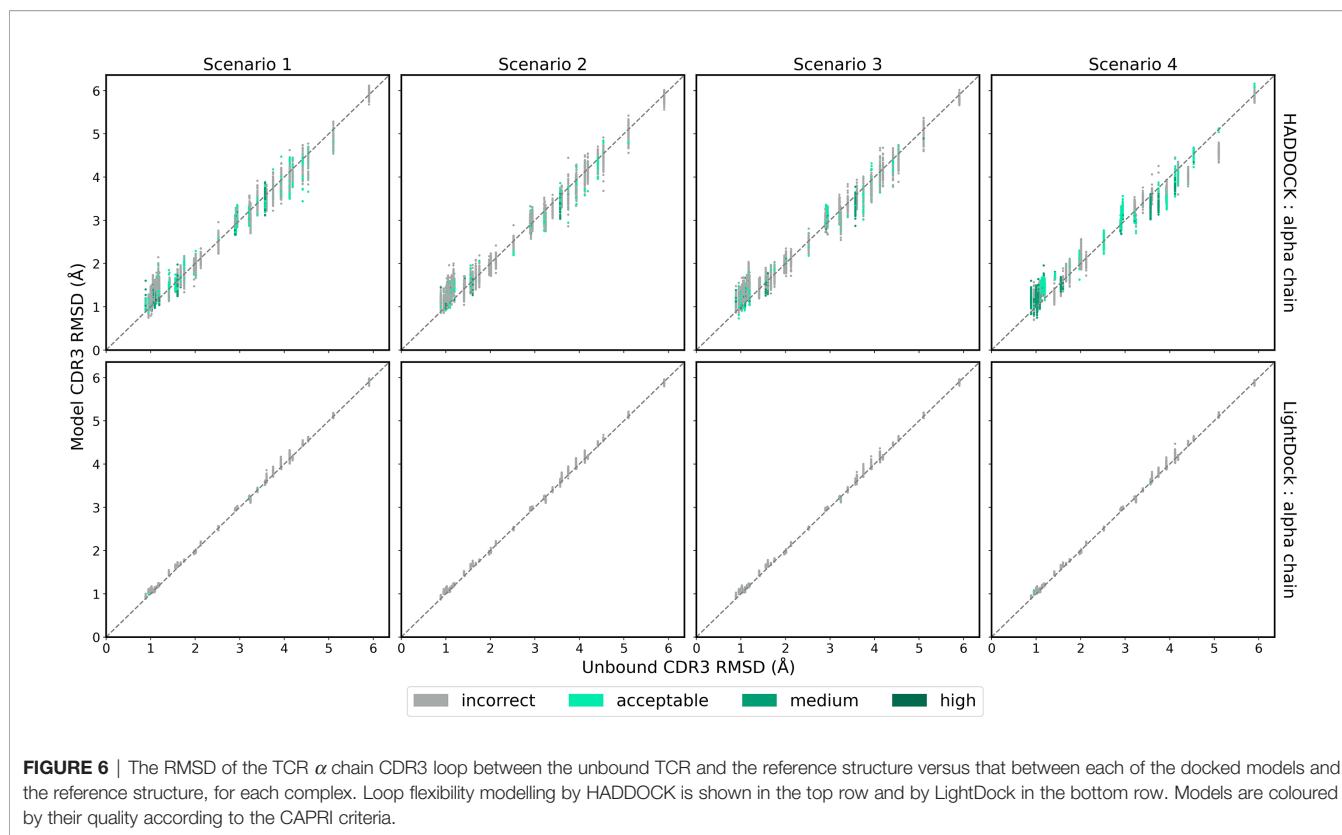 Scenario 1 Scenario 2 Scenario 3 Scenario 4
6
5
4
3
2
1
0
HADDOCK : alpha chain
Model CDR3 RMSD (Å)
6
5
4
3
2
1
0
LightDock : alpha chain
0 1 2 3 4 5 6 0 1 2 3 4 5 6 0 1 2 3 4 5 6 0 1 2 3 4 5 6
Unbound CDR3 RMSD (Å)
incorrect acceptable medium high
FIGURE 6 | The RMSD of the TCR α chain CDR3 loop between the unbound TCR and the reference structure versus that between each of the docked models and
the reference structure, for each complex. Loop flexibility modelling by HADDOCK is shown in the top row and by LightDock in the bottom row. Models are coloured
by their quality according to the CAPRI criteria.